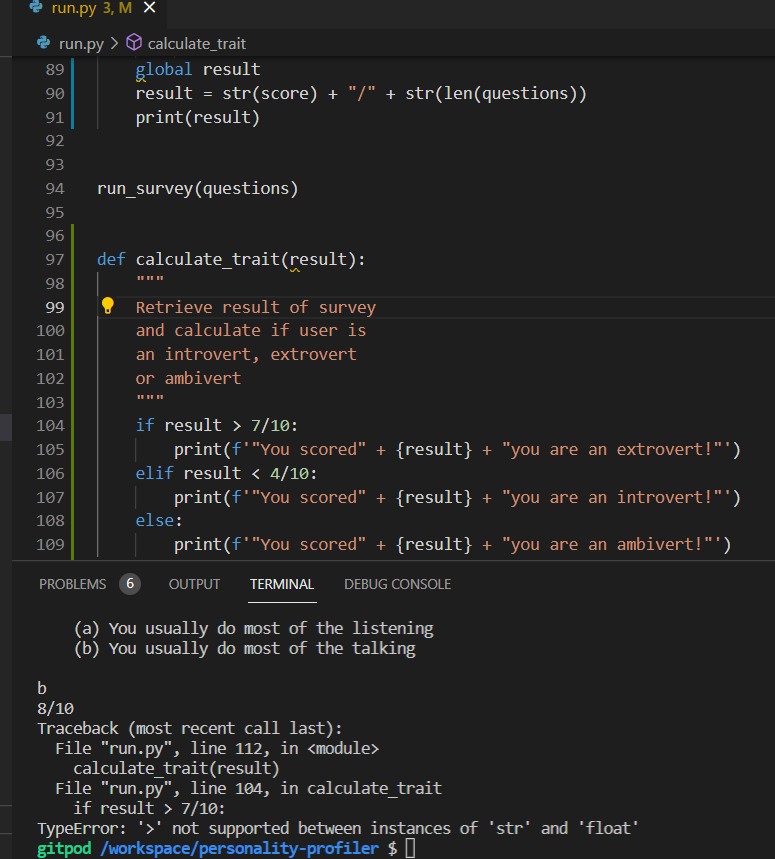 run.py 3, M
run.py > calculate_trait
89 global result
90 result = str(score) + "/" + str(len(questions))
91 print(result)
92
93
94 run_survey(questions)
95
96
97 def calculate_trait(result):
98 """
99 Retrieve result of survey
100 and calculate if user is
101 an introvert, extrovert
102 or ambivert
103 """
104 if result > 7/10:
105 print(f'"You scored" + {result} + "you are an extrovert!"')
106 elif result < 4/10:
107 print(f'"You scored" + {result} + "you are an introvert!"')
108 else:
109 print(f'"You scored" + {result} + "you are an ambivert!"')
PROBLEMS 6 OUTPUT TERMINAL DEBUG CONSOLE
(a) You usually do most of the listening
(b) You usually do most of the talking
b
8/10
Traceback (most recent call last):
File "run.py", line 112, in <module>
calculate_trait(result)
File "run.py", line 104, in calculate_trait
if result > 7/10:
TypeError: '>' not supported between instances of 'str' and 'float'
gitpod /workspace/personality-profiler $